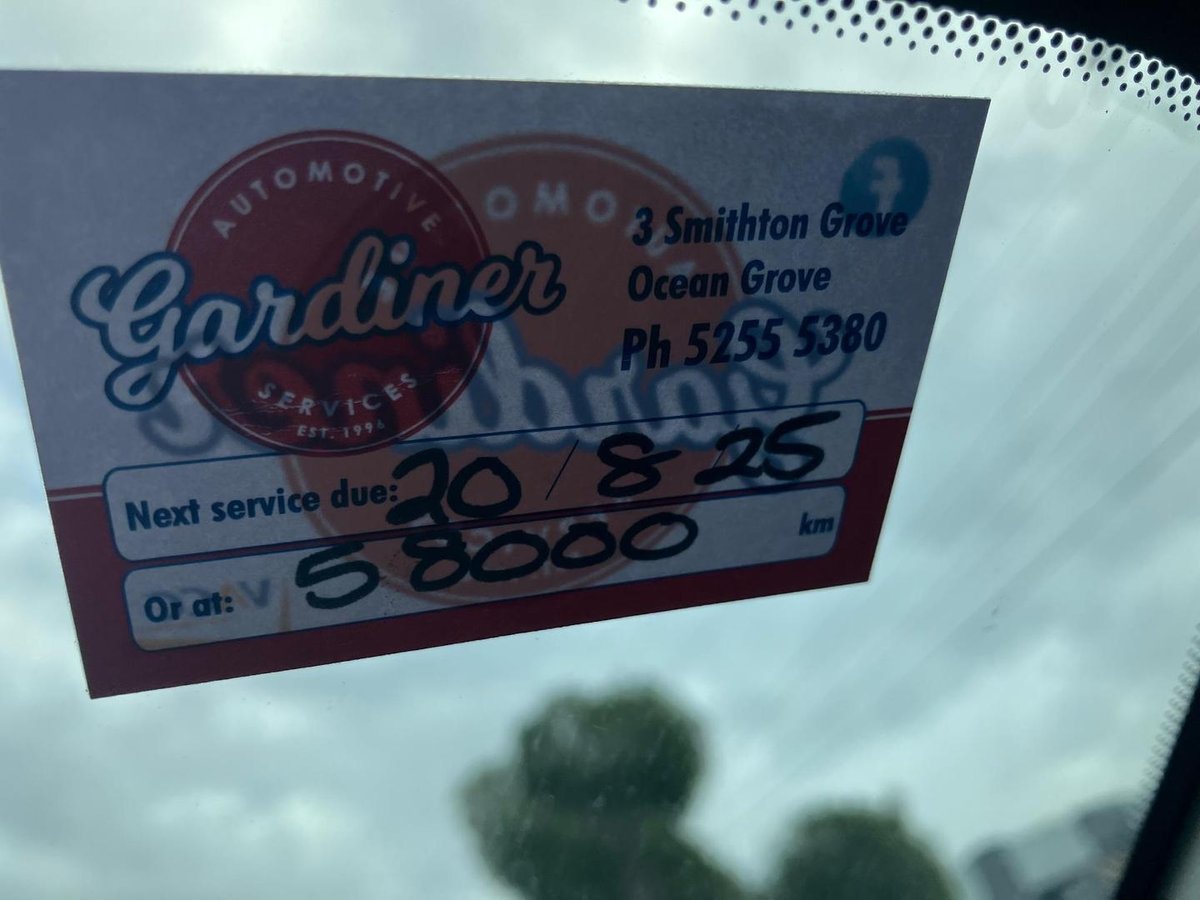 AUTOMOTIVE
Gardiner
SERVICES
EST. 1996
3 Smithton Grove
Ocean Grove
Ph 5255 5380
Next service due: 20 / 8 / 25
Or at: 58000 km